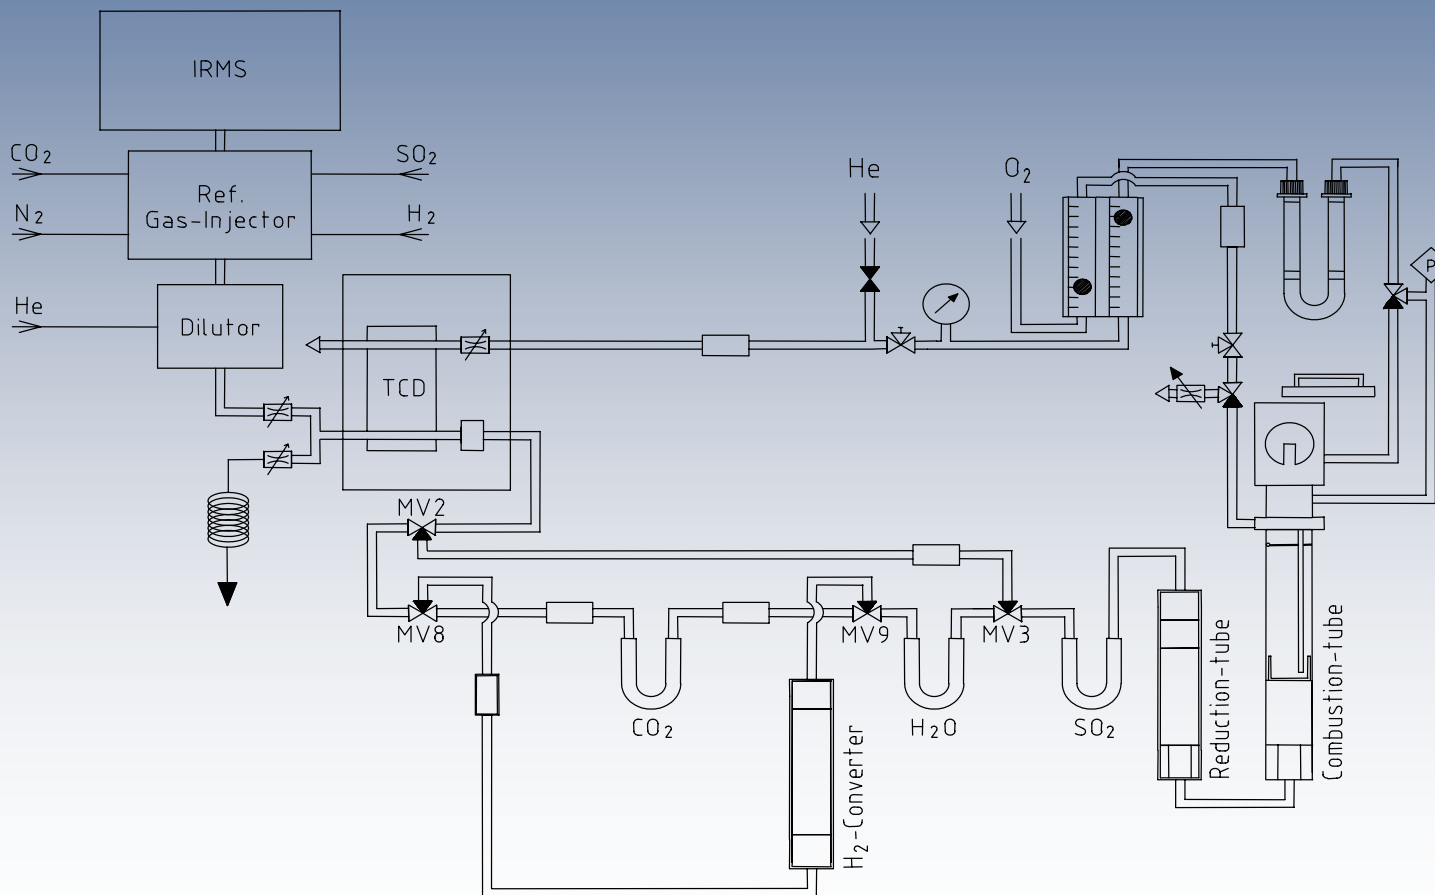 IRMS
CO₂
SO₂
Ref.
Gas-Injector
N₂
H₂
He
O₂
P
He
Dilutor
TCD
MV2
MV8
MV9
MV3
CO₂
H₂O
SO₂
H₂-Converter
Reduction-tube
Combustion-tube